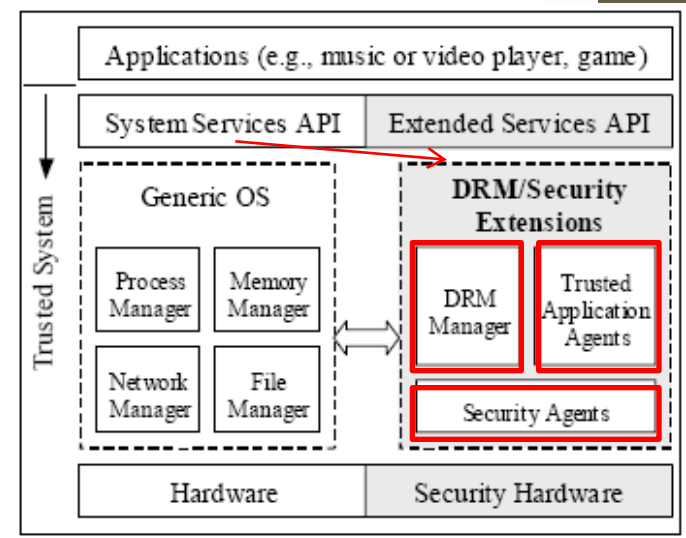 Applications (e.g., music or video player, game)
System Services API
Extended Services API
Trusted System
Generic OS
Process
Manager
Memory
Manager
Network
Manager
File
Manager
DRM/Security
Extensions
DRM
Manager
Trusted
Application
Agents
Security Agents
Hardware
Security Hardware